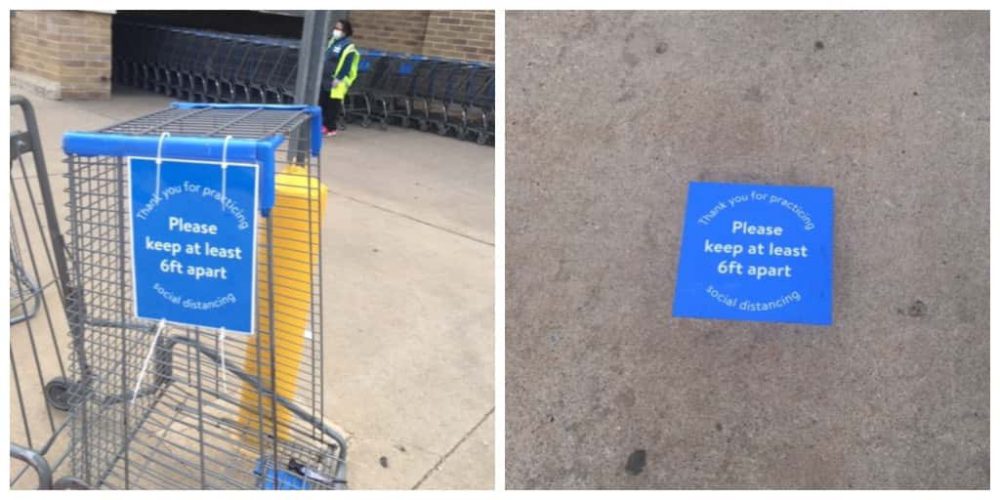 Thank you for practicing
Please
keep at least
6ft apart
social distancing
Thank you for practicing
Please
keep at least
6ft apart
social distancing